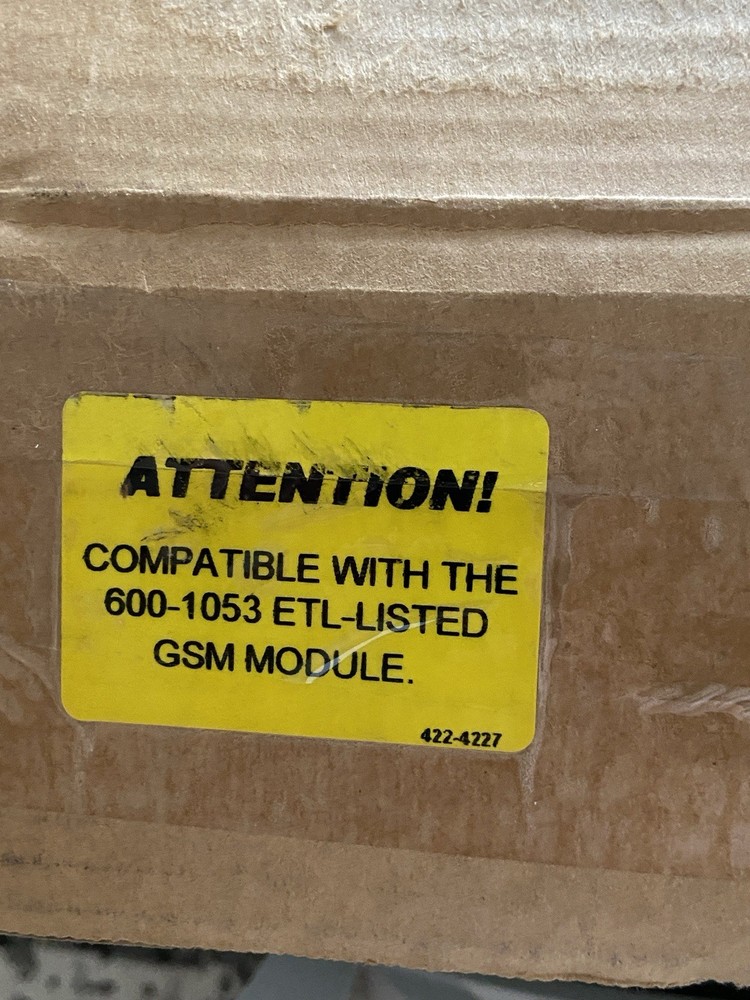 ATTENTION!
COMPATIBLE WITH THE
600-1053 ETL-LISTED
GSM MODULE.
422-4227